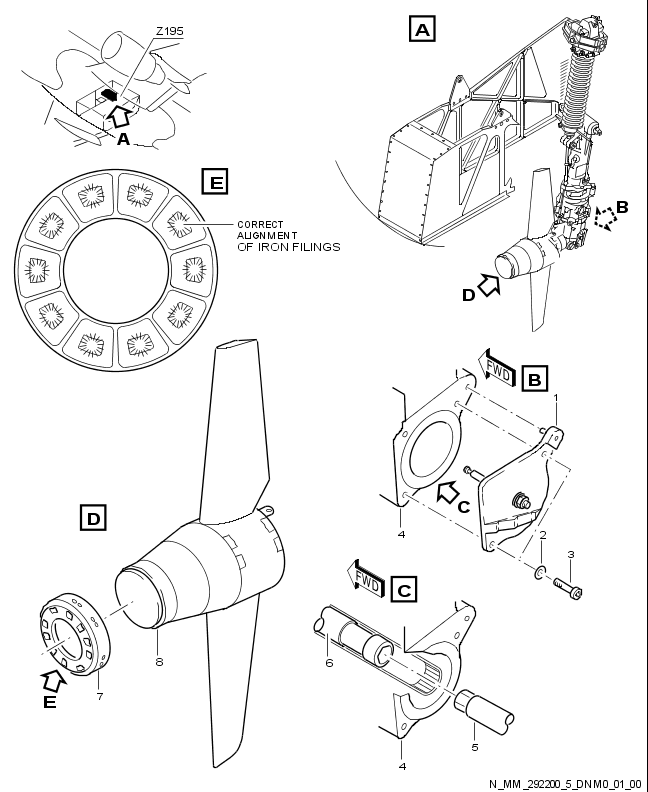 Z195
A
A
B
D
E
CORRECT
ALIGNMENT
OF IRON FILINGS
FWD
B
1
C
4
2
3
D
8
7
E
FWD
C
6
5
4
N_MM_292200_5_DNM0_01_00